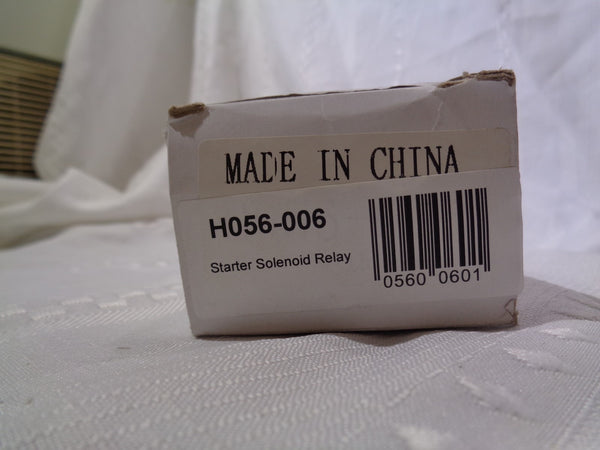 MADE IN CHINA
H056-006
Starter Solenoid Relay
0560 0601